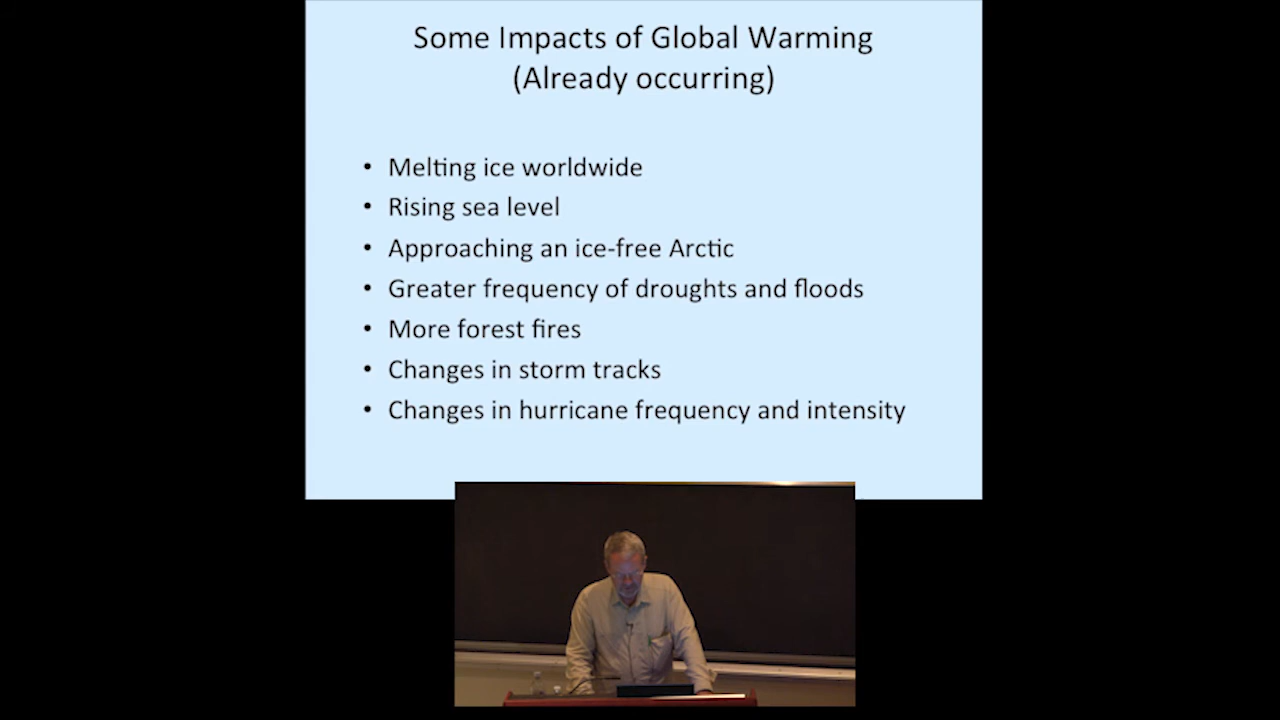 Some Impacts of Global Warming
(Already occurring)
• Melting ice worldwide
• Rising sea level
• Approaching an ice-free Arctic
• Greater frequency of droughts and floods
• More forest fires
• Changes in storm tracks
• Changes in hurricane frequency and intensity